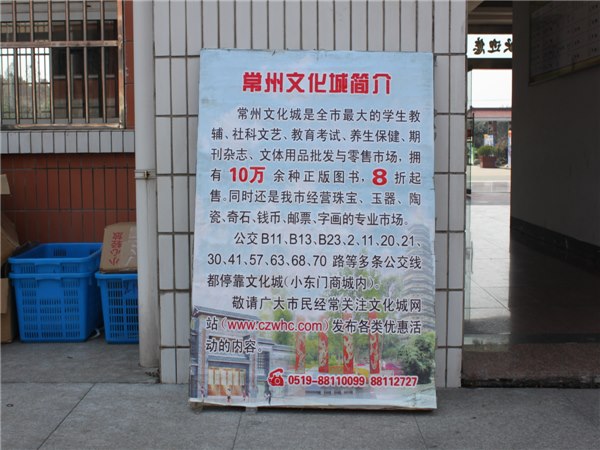 常州文化城简介
常州文化城是全市最大的学生教
辅、社科文艺、教育考试、养生保健、期
刊杂志、文体用品批发与零售市场，拥
有 10万 余种正版图书，8 折起
售。同时还是我市经营珠宝、玉器、陶
瓷、奇石、钱币、邮票、字画的专业市场。
公交B11、B13、B23、2、11、20、21、
30、41、57、63、68、70 路等多条公交线
都停靠文化城（小东门商城内）。
敬请广大市民经常关注文化城网
站（www.czwhc.com）发布各类优惠活
动的内容。
☎0519-88110099 88112727
欢迎您
小心轻放